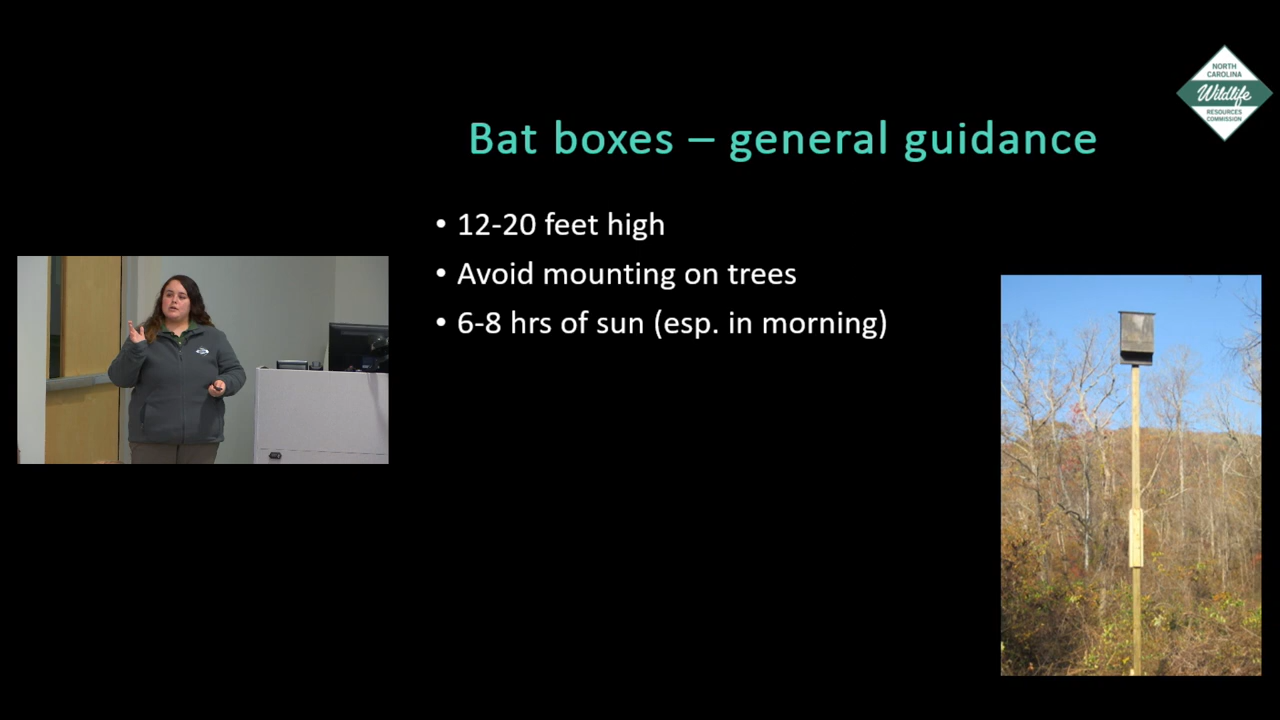 NORTH
CAROLINA
Wildlife
RESOURCES
COMMISSION
Bat boxes – general guidance
• 12-20 feet high
• Avoid mounting on trees
• 6-8 hrs of sun (esp. in morning)